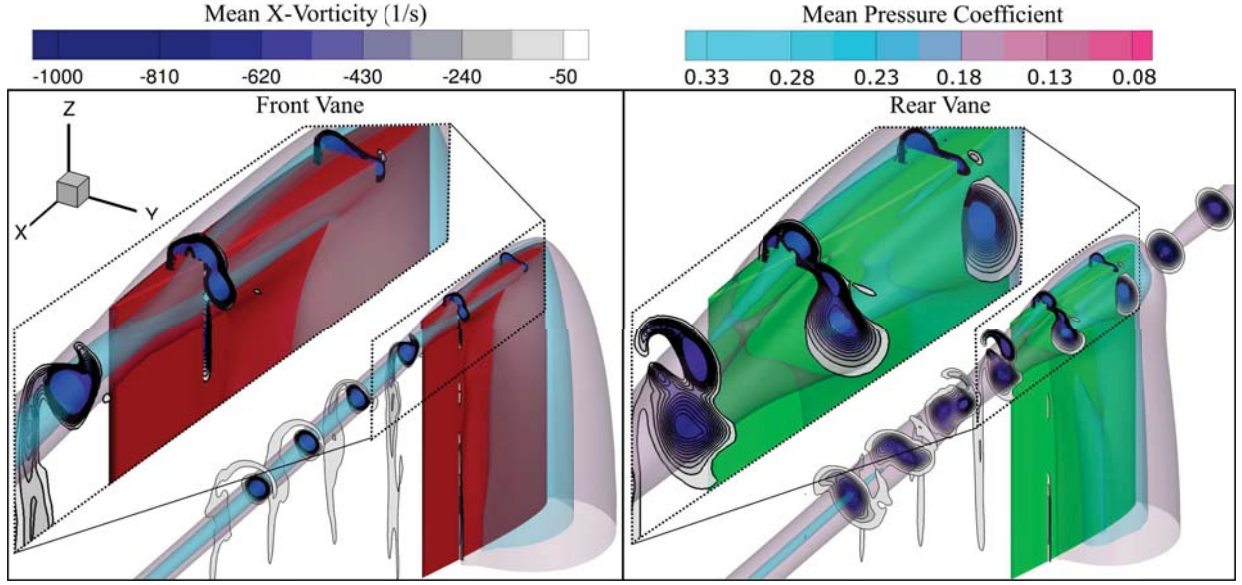 Mean X-Vorticity (1/s)
Mean Pressure Coefficient
-1000 -810 -620 -430 -240 -50
0.33 0.28 0.23 0.18 0.13 0.08
Front Vane
Rear Vane
Z
Y
X